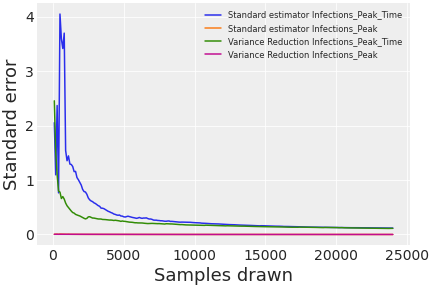 Standard estimator Infections_Peak_Time
Standard estimator Infections_Peak
Variance Reduction Infections_Peak_Time
Variance Reduction Infections_Peak
4
3
2
1
0
Standard error
0 5000 10000 15000 20000 25000
Samples drawn